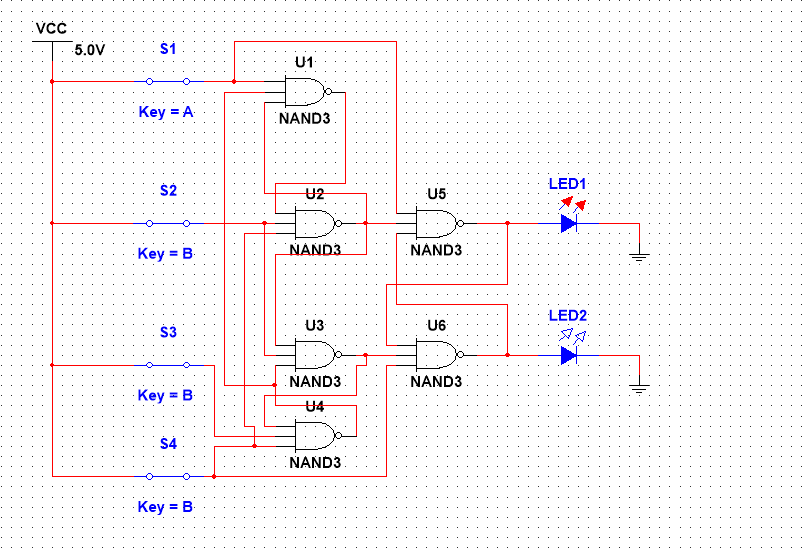 VCC
5.0V
S1
Key = A
U1
NAND3
S2
Key = B
U2
NAND3
U5
NAND3
LED1
S3
Key = B
U3
NAND3
U6
NAND3
LED2
U4
NAND3
S4
Key = B